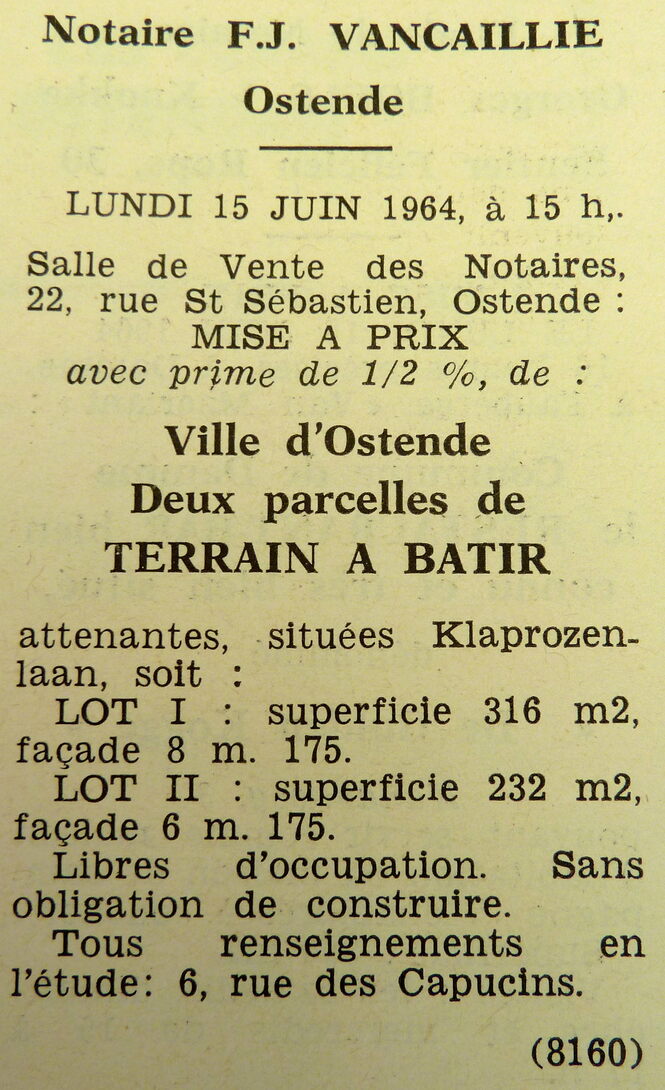 Notaire F.J. VANCAILLIE
Ostende
LUNDI 15 JUIN 1964, à 15 h,.
Salle de Vente des Notaires,
22, rue St Sébastien, Ostende :
MISE A PRIX
avec prime de 1/2 %, de :
Ville d'Ostende
Deux parcelles de
TERRAIN A BATIR
attenantes, situées Klaprozen-
laan, soit :
LOT I : superficie 316 m2,
façade 8 m. 175.
LOT II : superficie 232 m2,
façade 6 m. 175.
Libres d'occupation. Sans
obligation de construire.
Tous renseignements en
l'étude: 6, rue des Capucins.
(8160)